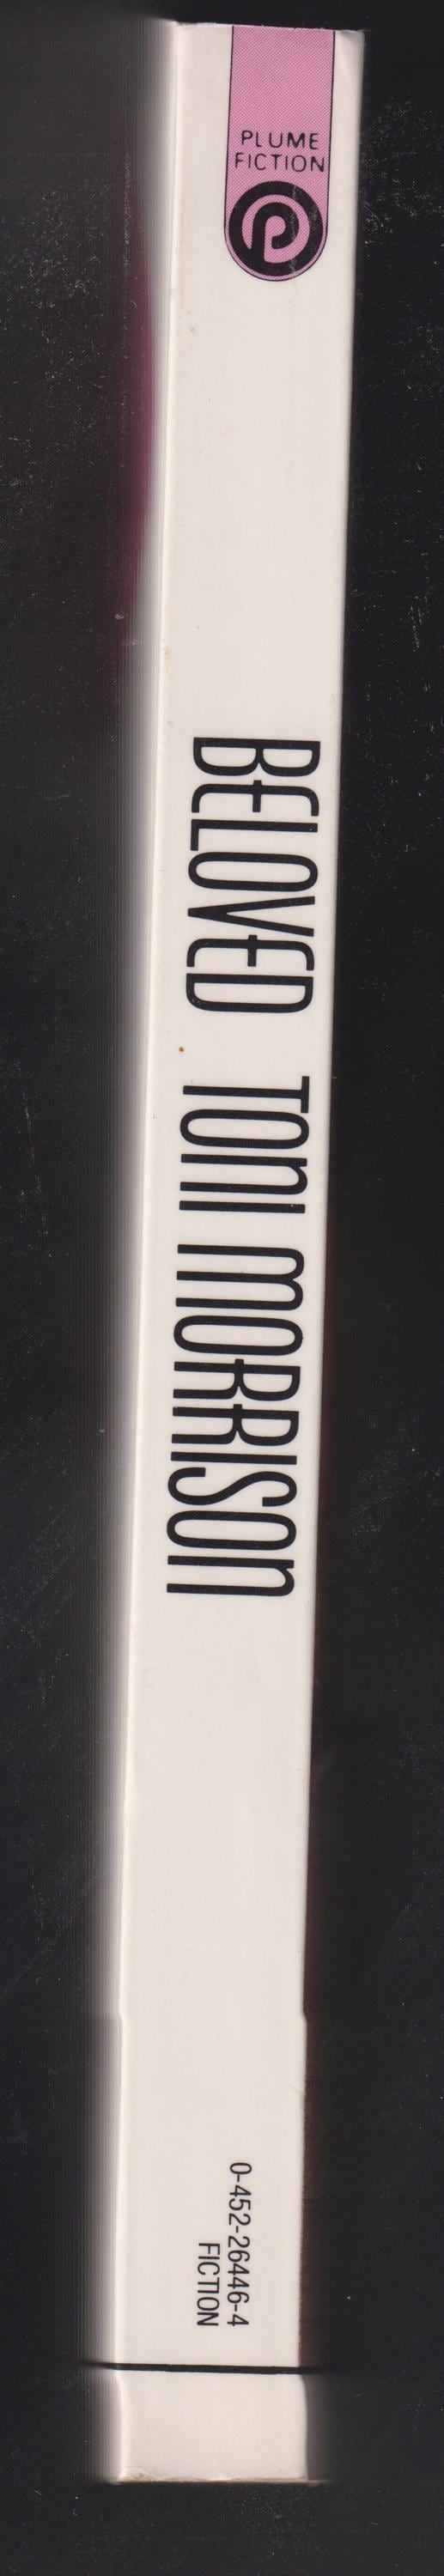 PLUME
FICTION
BELOVED TONI MORRISON
0-452-26446-4
FICTION